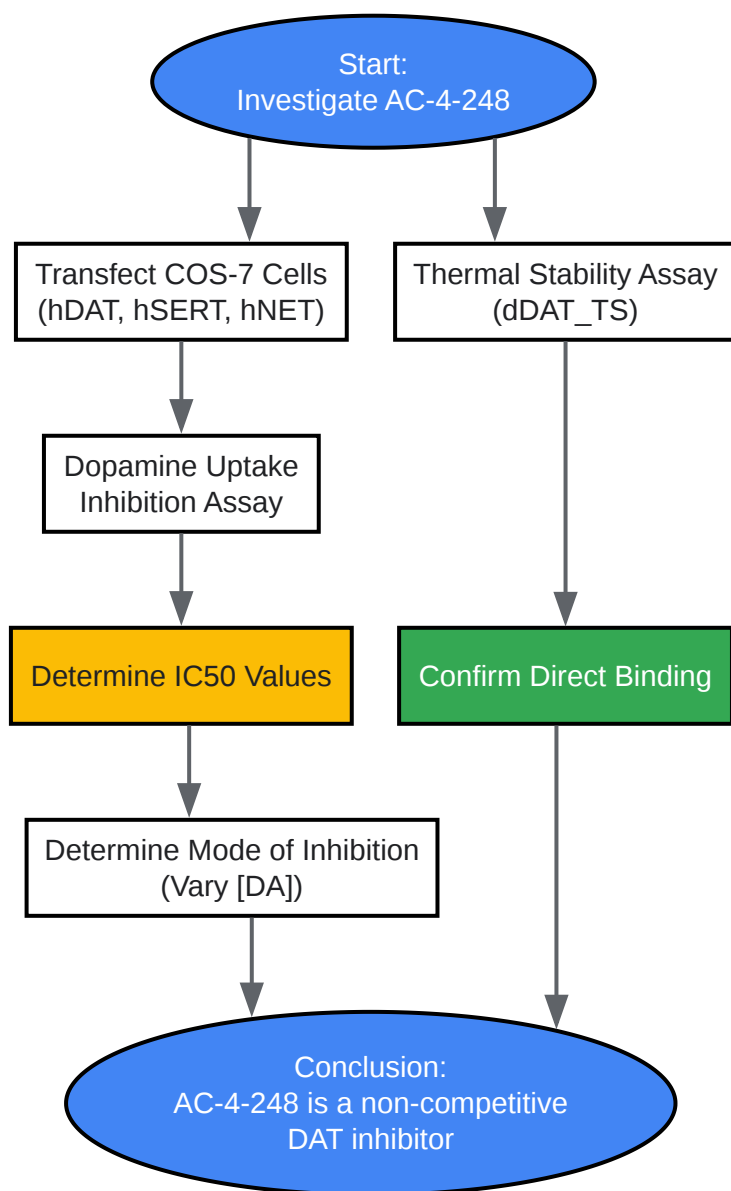 Start:
Investigate AC-4-248
Transfect COS-7 Cells
(hDAT, hSERT, hNET)
Thermal Stability Assay
(dDAT_TS)
Dopamine Uptake
Inhibition Assay
Determine IC50 Values
Confirm Direct Binding
Determine Mode of Inhibition
(Vary [DA])
Conclusion:
AC-4-248 is a non-competitive
DAT inhibitor